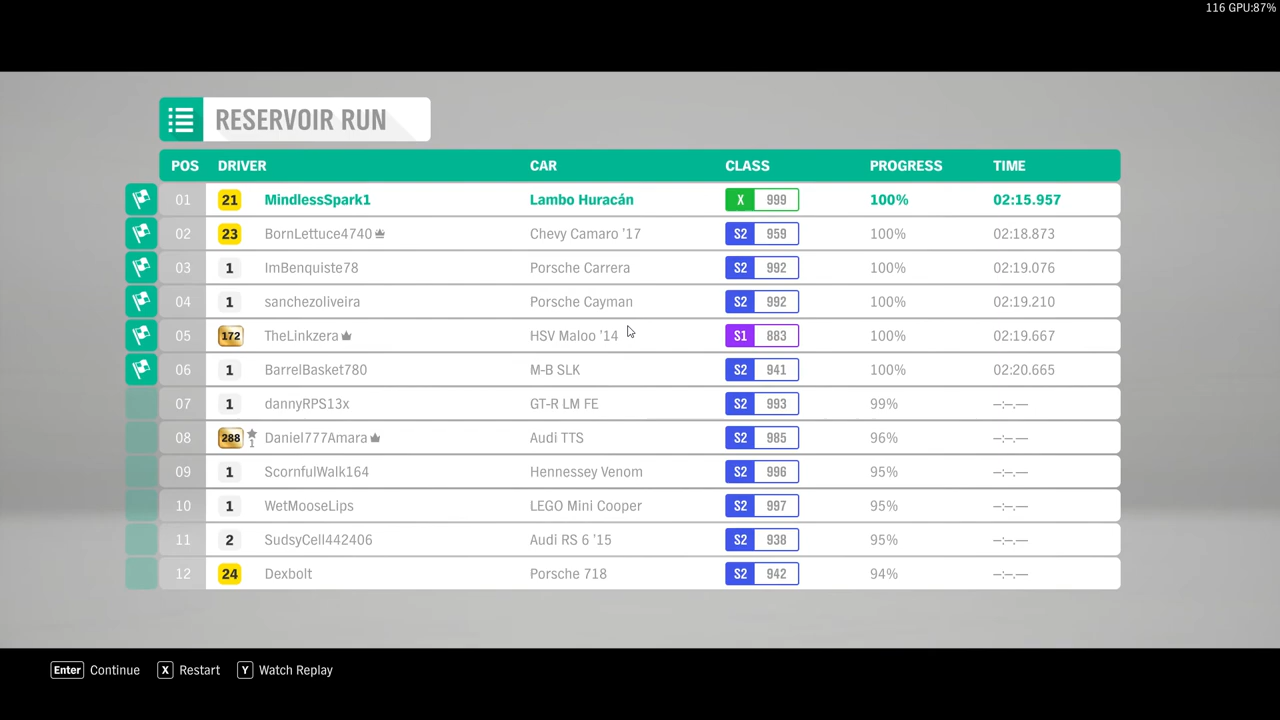 116 GPU:87%
RESERVOIR RUN
POS DRIVER CAR CLASS PROGRESS TIME
01 21 MindlessSpark1 Lambo Huracán X 999 100% 02:15.957
02 23 BornLettuce4740 Chevy Camaro '17 S2 959 100% 02:18.873
03 1 ImBenquiste78 Porsche Carrera S2 992 100% 02:19.076
04 1 sanchezoliveira Porsche Cayman S2 992 100% 02:19.210
05 172 TheLinkzera HSV Maloo '14 S1 883 100% 02:19.667
06 1 BarrelBasket780 M-B SLK S2 941 100% 02:20.665
07 1 dannyRPS13x GT-R LM FE S2 993 99% –:–.–
08 288 1 Daniel777Amara Audi TTS S2 985 96% –:–.–
09 1 ScornfulWalk164 Hennessey Venom S2 996 95% –:–.–
10 1 WetMooseLips LEGO Mini Cooper S2 997 95% –:–.–
11 2 SudsyCell442406 Audi RS 6 '15 S2 938 95% –:–.–
12 24 Dexbolt Porsche 718 S2 942 94% –:–.–
Enter Continue X Restart Y Watch Replay